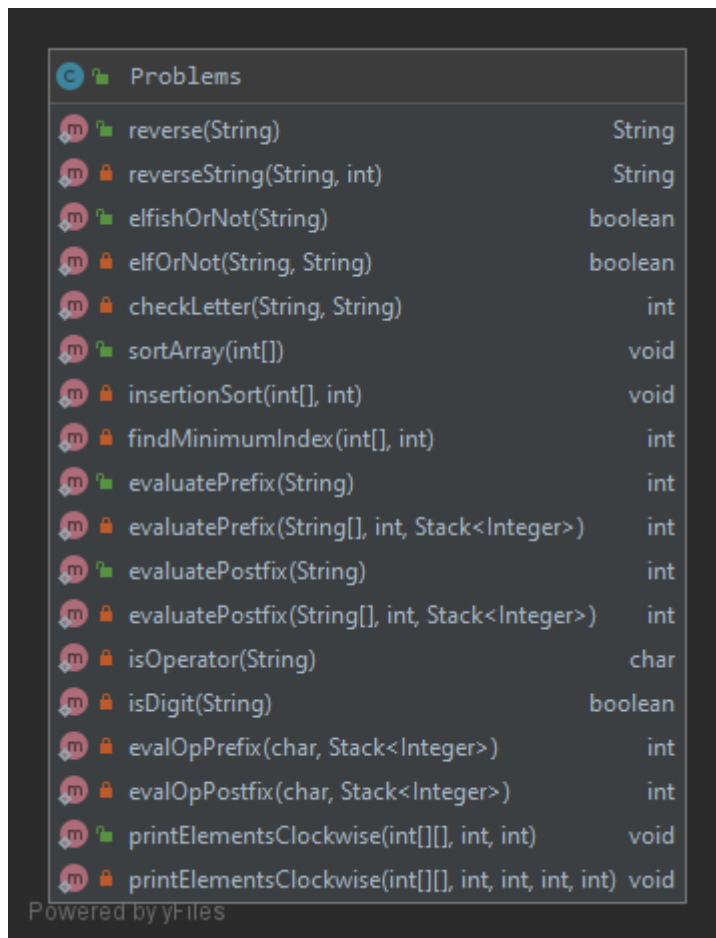 Problems
reverse(String) String
reverseString(String, int) String
elfishOrNot(String) boolean
elfOrNot(String, String) boolean
checkLetter(String, String) int
sortArray(int[]) void
insertionSort(int[], int) void
findMinimumIndex(int[], int) int
evaluatePrefix(String) int
evaluatePrefix(String[], int, Stack<Integer>) int
evaluatePostfix(String) int
evaluatePostfix(String[], int, Stack<Integer>) int
isOperator(String) char
isDigit(String) boolean
evalOpPrefix(char, Stack<Integer>) int
evalOpPostfix(char, Stack<Integer>) int
printElementsClockwise(int[][], int, int) void
printElementsClockwise(int[][], int, int, int, int) void
Powered by yFiles